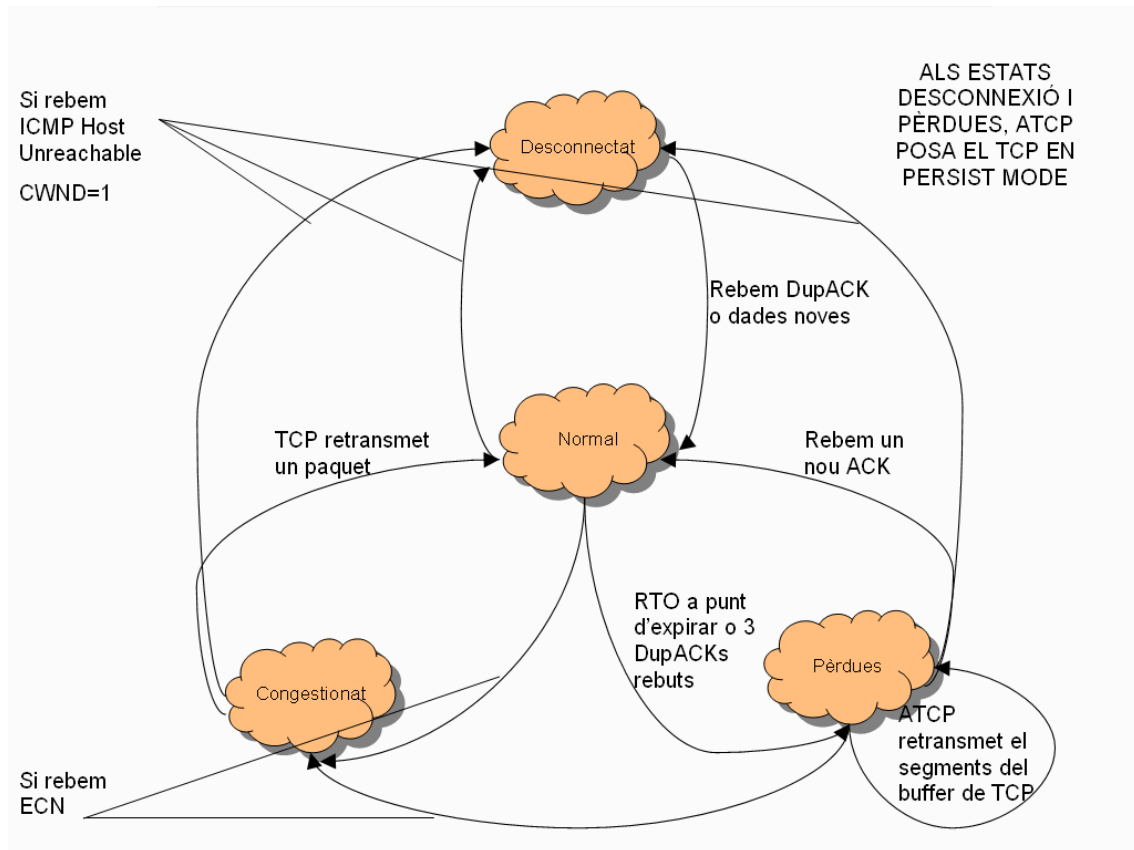 Si rebem
ICMP Host
Unreachable
CWND=1
ALS ESTATS
DESCONNEXIÓ I
PÈRDUES, ATCP
POSA EL TCP EN
PERSIST MODE
Desconnectat
Rebem DupACK
o dades noves
TCP retransmet
un paquet
Normal
Rebem un
nou ACK
RTO a punt
d'expirar o 3
DupACKs
rebuts
Pèrdues
Congestionat
ATCP
retransmet el
segments del
buffer de TCP
Si rebem
ECN